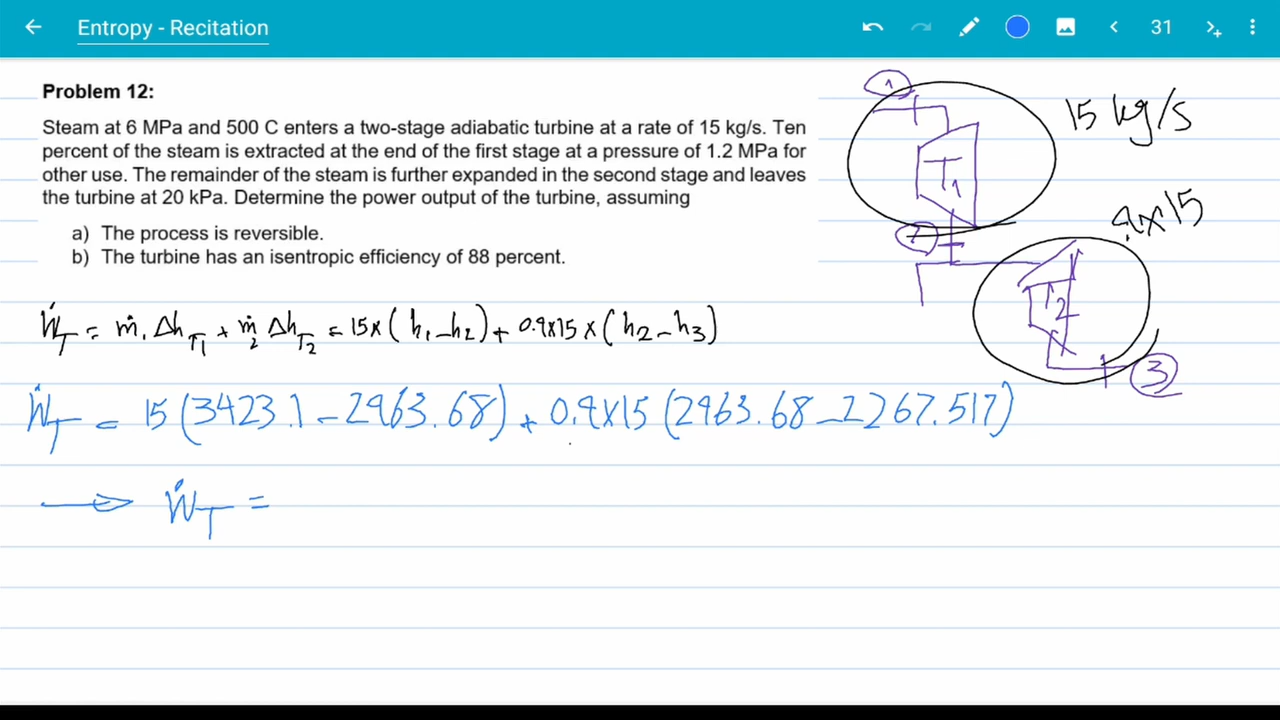 Entropy - Recitation
31
Problem 12:
Steam at 6 MPa and 500 C enters a two-stage adiabatic turbine at a rate of 15 kg/s. Ten
percent of the steam is extracted at the end of the first stage at a pressure of 1.2 MPa for
other use. The remainder of the steam is further expanded in the second stage and leaves
the turbine at 20 kPa. Determine the power output of the turbine, assuming
a) The process is reversible.
b) The turbine has an isentropic efficiency of 88 percent.
1
T1
15 kg/s
2
.9x15
T2
3
Ẇ_T = ṁ₁ Δh_T₁ + ṁ₂ Δh_T₂ = 15x(h₁-h₂) + 0.9x15x(h₂-h₃)
Ẇ_T = 15(3423.1-2963.68) + 0.9x15(2963.68-2267.517)
→ Ẇ_T =